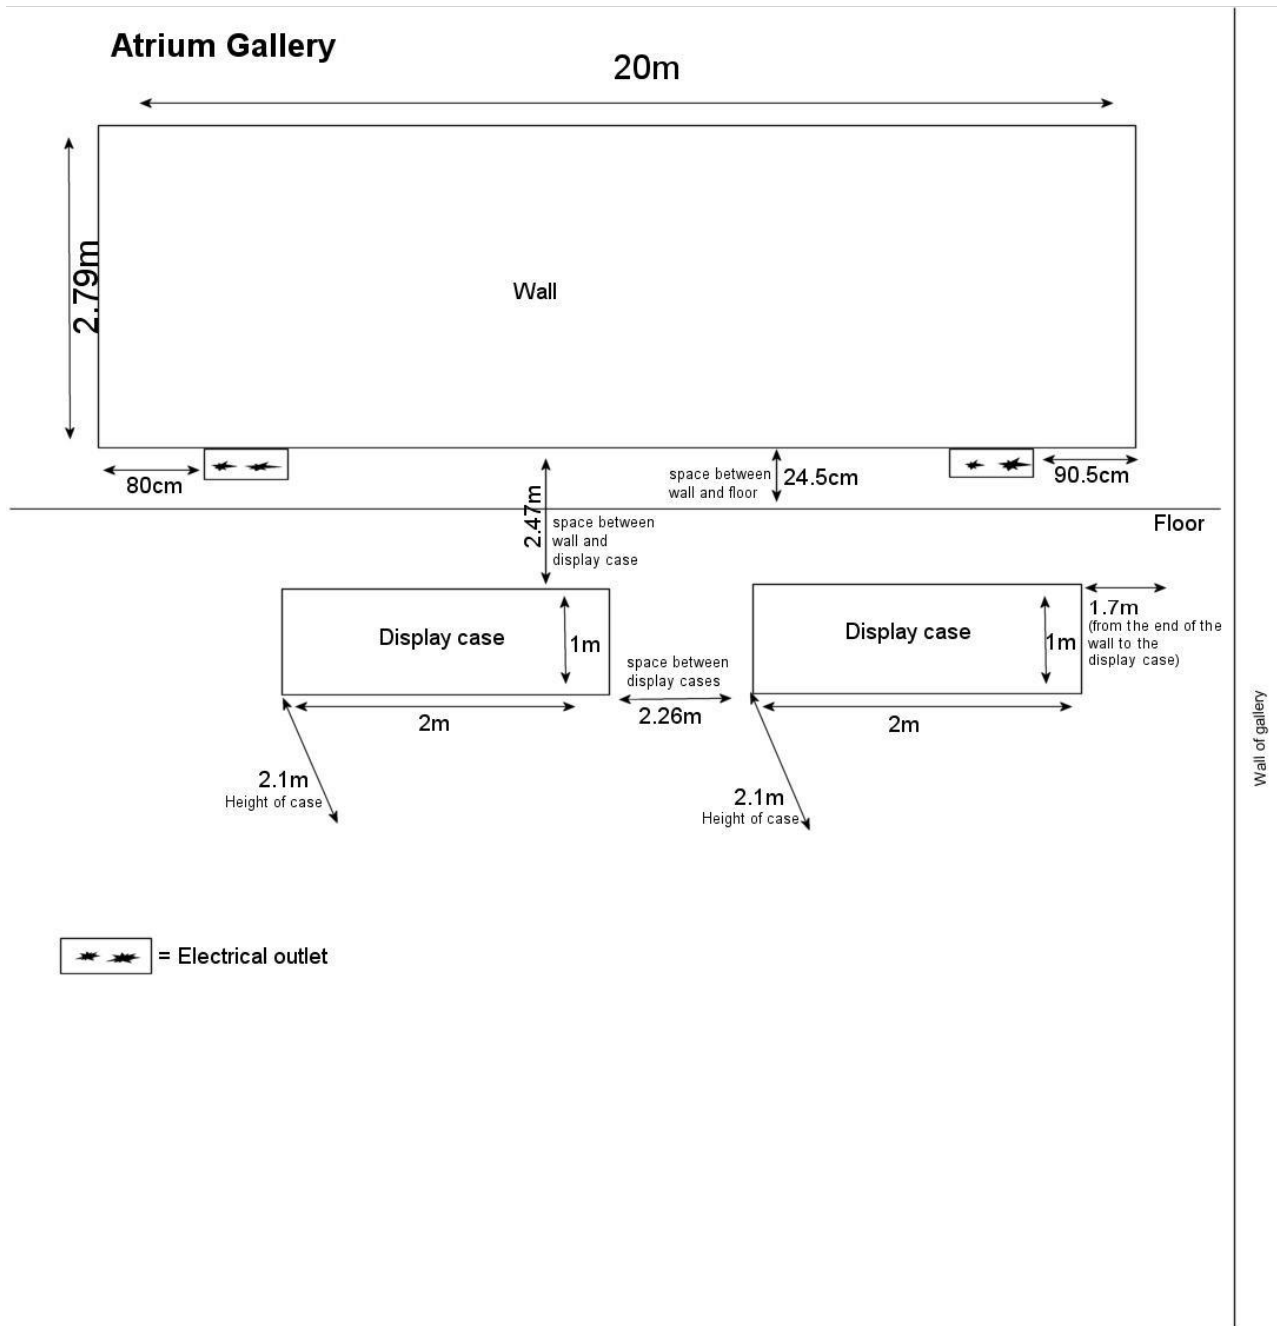 Atrium Gallery
20m
2.79m
Wall
80cm
space between
wall and floor
24.5cm
90.5cm
Floor
2.47m
space between
wall and
display case
Display case
1m
Display case
1m
1.7m
(from the end of the
wall to the
display case)
space between
display cases
2.26m
2m
2m
2.1m
Height of case
2.1m
Height of case
Wall of gallery
= Electrical outlet